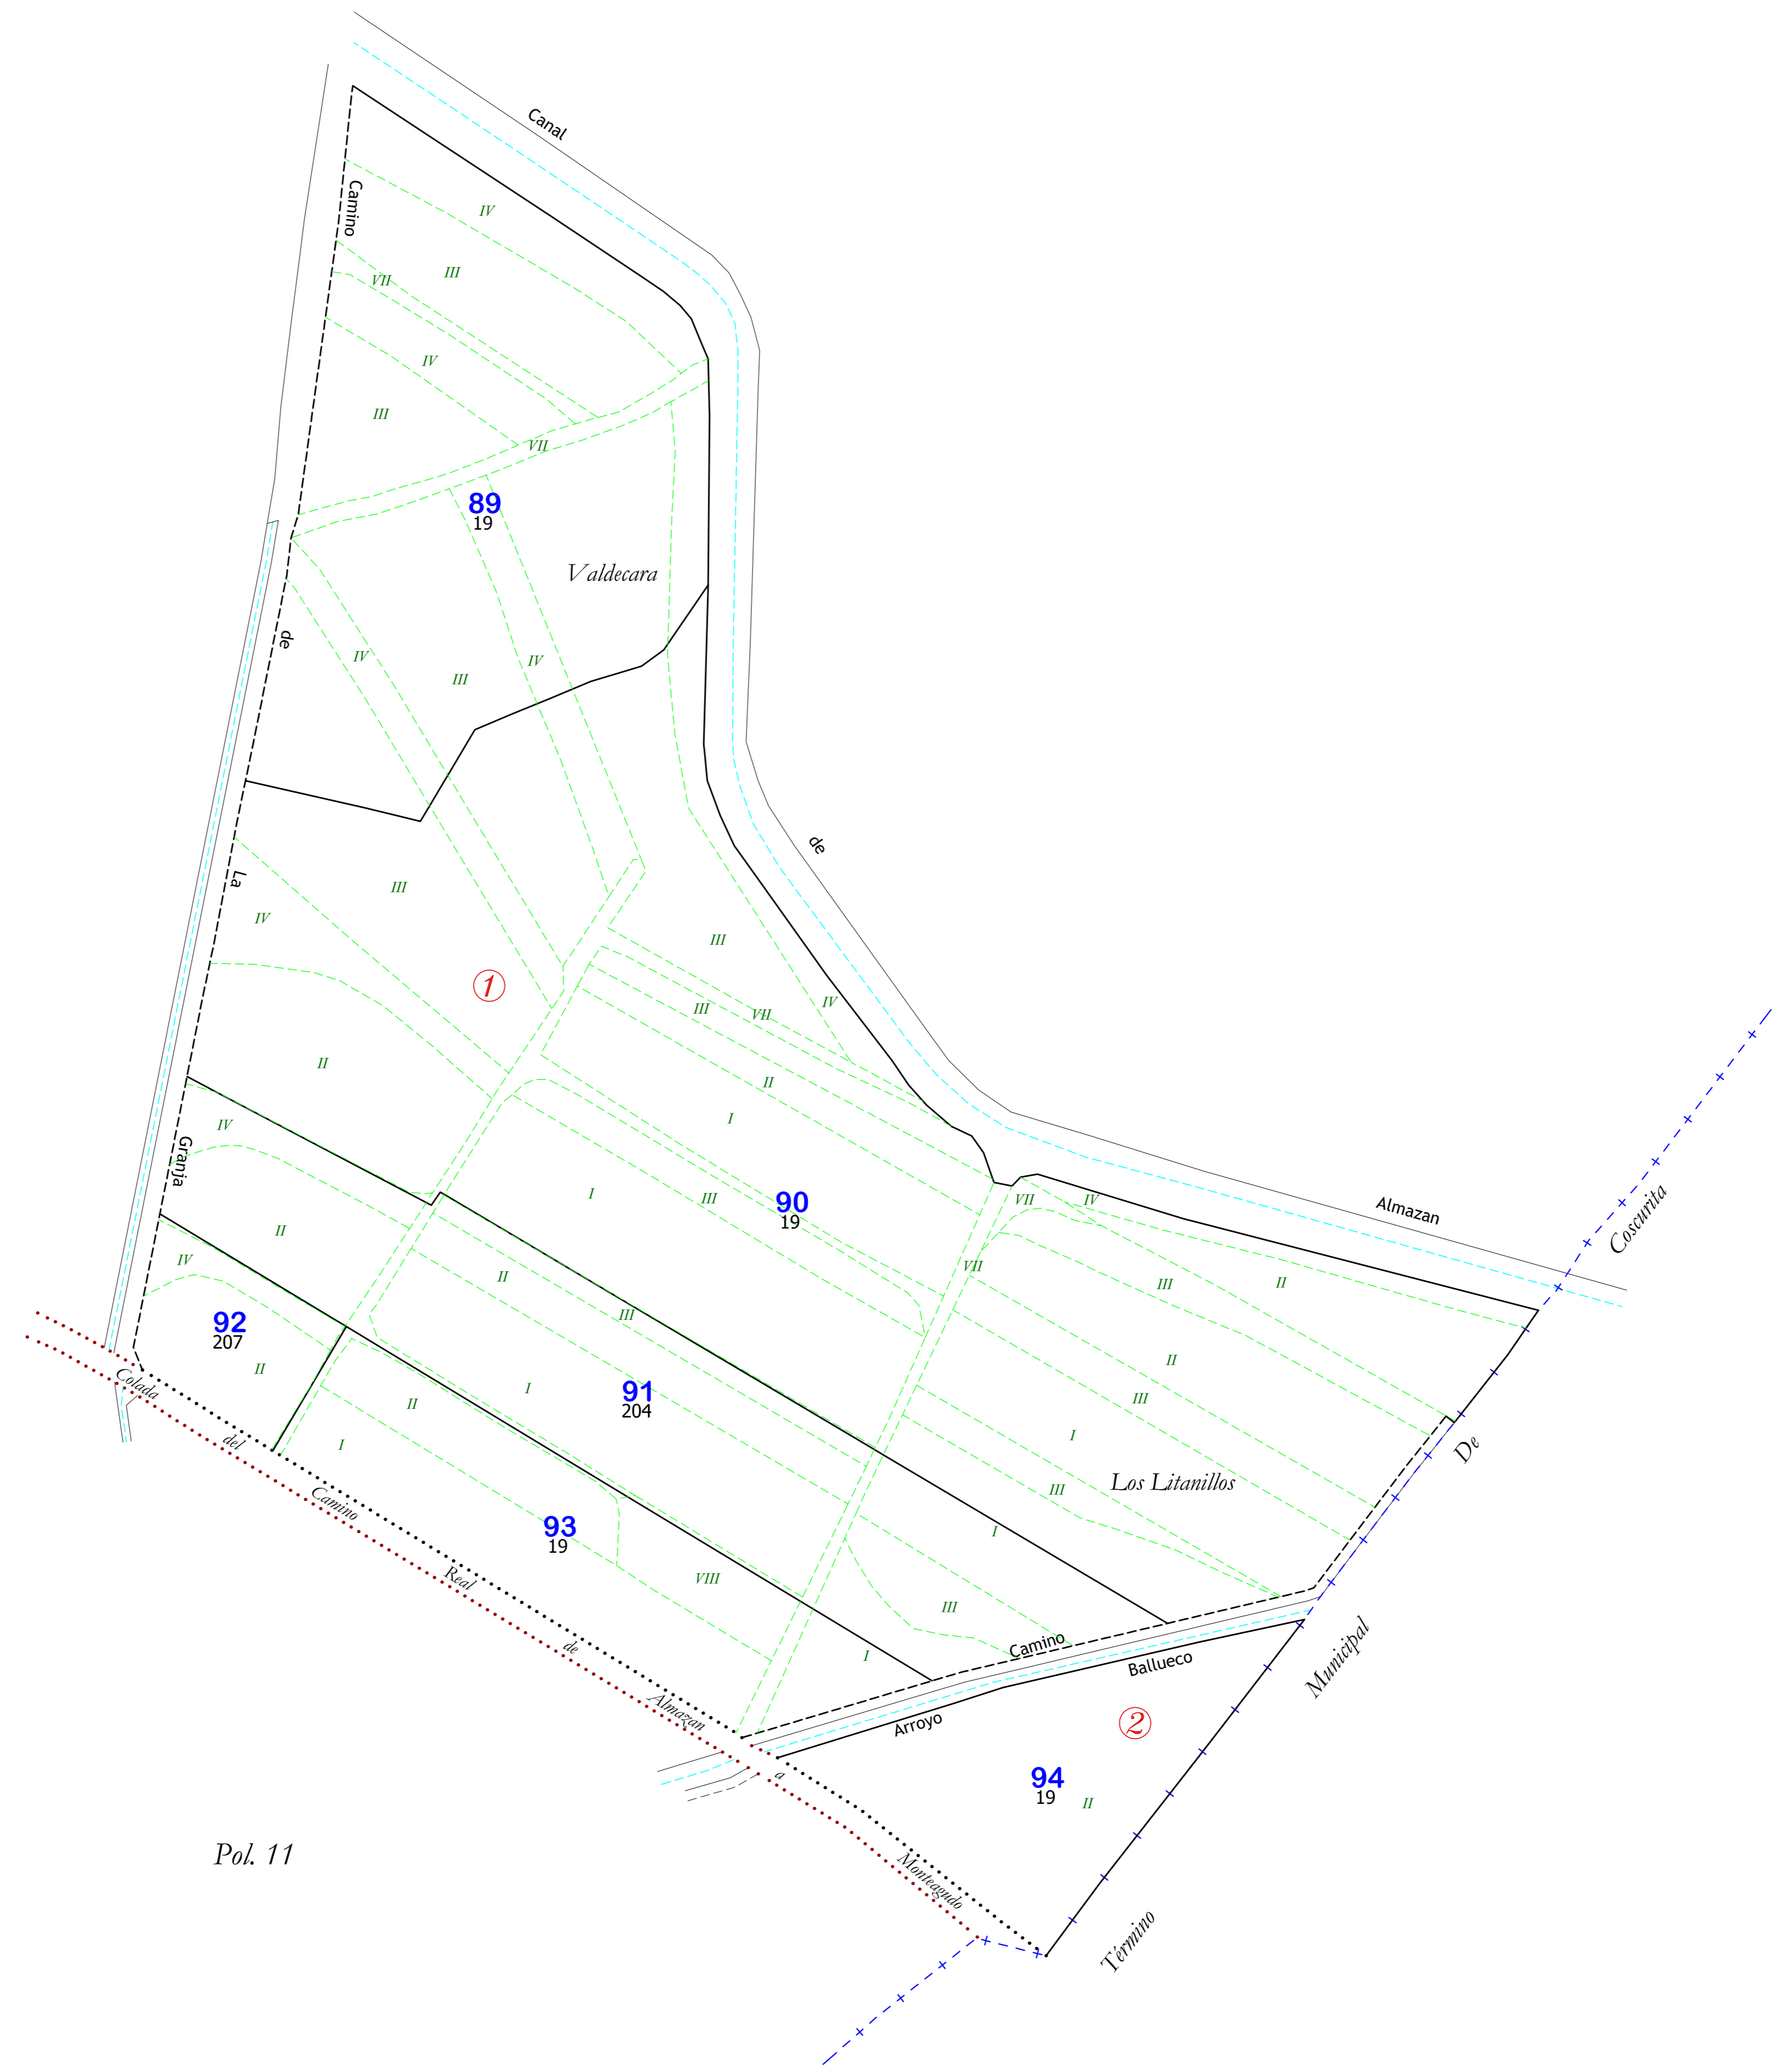 Canal
IV
Camino
III
VII
IV
III
VII
89
19
Valdecara
de
IV
III
IV
de
La
III
IV
III
1
IV
III
VII
II
II
I
IV
Granja
I
III
90
19
VII
IV
Almazan
Coscurita
II
IV
VII
III
II
II
III
92
207
II
II
Colada
I
91
204
II
III
del
I
I
De
Los Litanillos
III
Camino
93
19
I
Real
VIII
III
de
Camino
I
Ballueco
Municipal
Almazan
Arroyo
2
a
94
19
II
Pol. 11
Monteagudo
Término